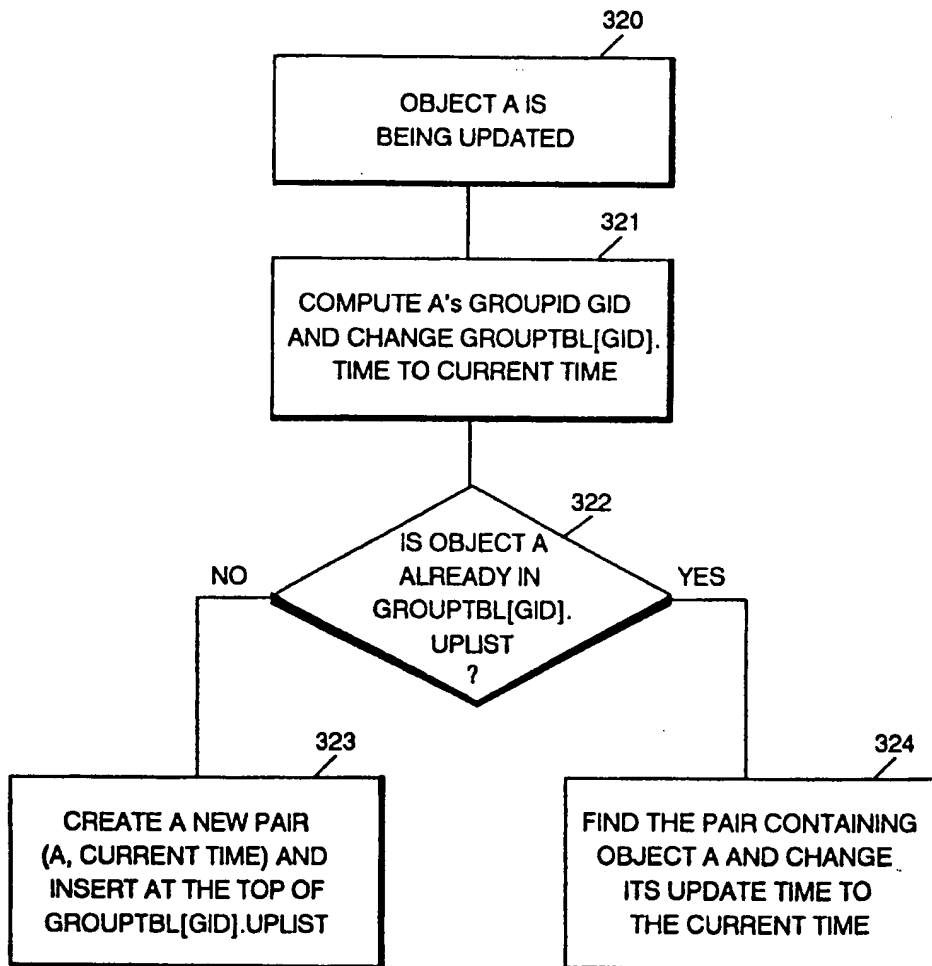 320
OBJECT A IS
BEING UPDATED
321
COMPUTE A's GROUPID GID
AND CHANGE GROUPTBL[GID].
TIME TO CURRENT TIME
322
IS OBJECT A
ALREADY IN
GROUPTBL[GID].
UPLIST
?
NO
YES
323
CREATE A NEW PAIR
(A, CURRENT TIME) AND
INSERT AT THE TOP OF
GROUPTBL[GID].UPLIST
324
FIND THE PAIR CONTAINING
OBJECT A AND CHANGE
ITS UPDATE TIME TO
THE CURRENT TIME